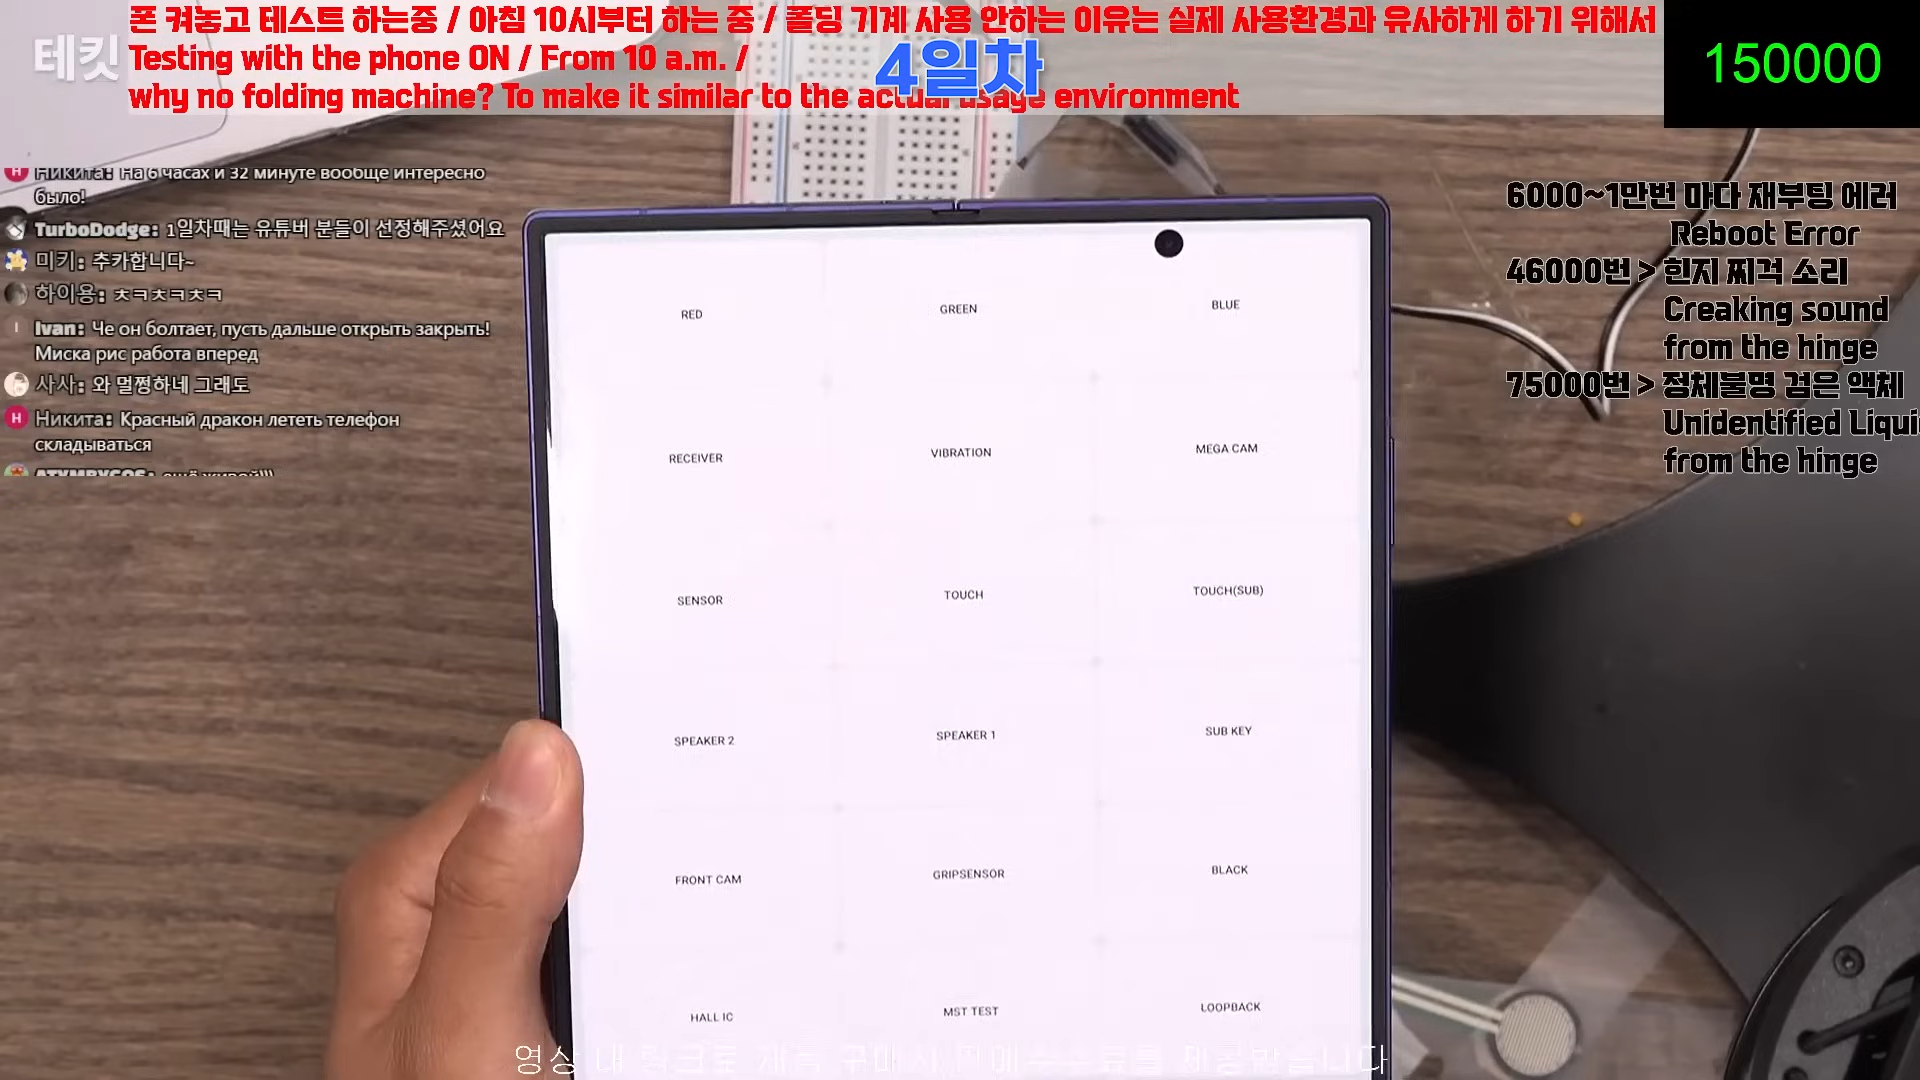 폰 켜놓고 테스트 하는중 / 아침 10시부터 하는 중 / 폴딩 기계 사용 안하는 이유는 실제 사용환경과 유사하게 하기 위해서
테킷
Testing with the phone ON / From 10 a.m. /
4일차
why no folding machine? To make it similar to the actual usage environment
150000
Никита: На 6 часах и 32 минуте вообще интересно
было!
TurboDodge: 1일차때는 유튜버 분들이 선정해주셨어요
미키: 추카합니다~
하이용: ㅊㅋㅊㅋㅊㅋ
Ivan: Че он болтает, пусть дальше открыть закрыть!
Миска рис работа вперед
사사: 와 멀쩡하네 그래도
Никита: Красный дракон лететь телефон
складываться
6000~1만번 마다 재부팅 에러
Reboot Error
46000번 > 힌지 찌걱 소리
Creaking sound
from the hinge
75000번 > 정체불명 검은 액체
Unidentified Liqui
from the hinge
RED GREEN BLUE
RECEIVER VIBRATION MEGA CAM
SENSOR TOUCH TOUCH(SUB)
SPEAKER 2 SPEAKER 1 SUB KEY
FRONT CAM GRIPSENSOR BLACK
HALL IC MST TEST LOOPBACK
영상 내